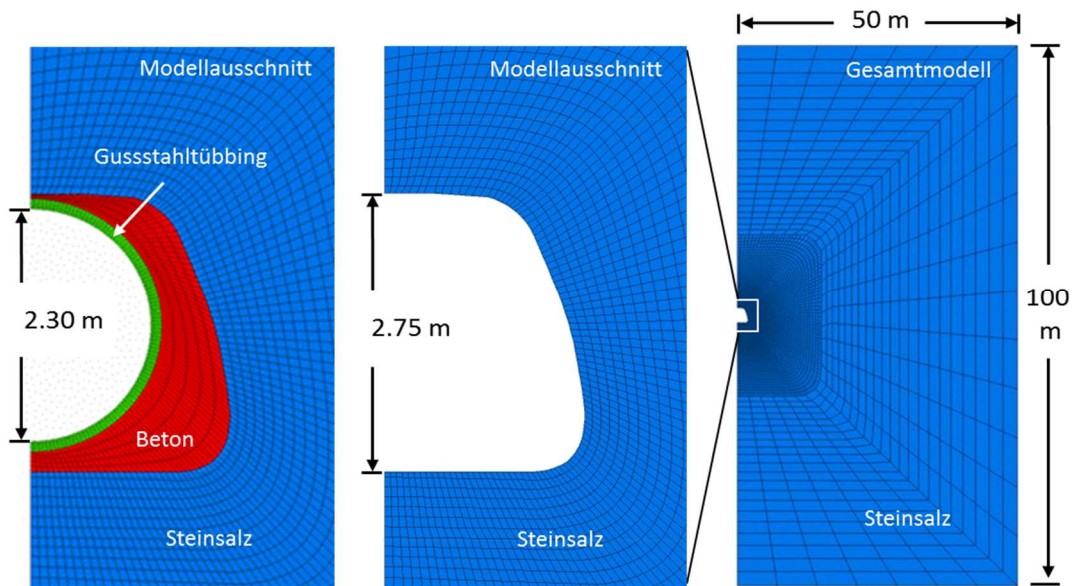 50 m
Modellausschnitt
Modellausschnitt
Gesamtmodell
Gussstahltübbing
2.30 m
2.75 m
100
m
Beton
Steinsalz
Steinsalz
Steinsalz